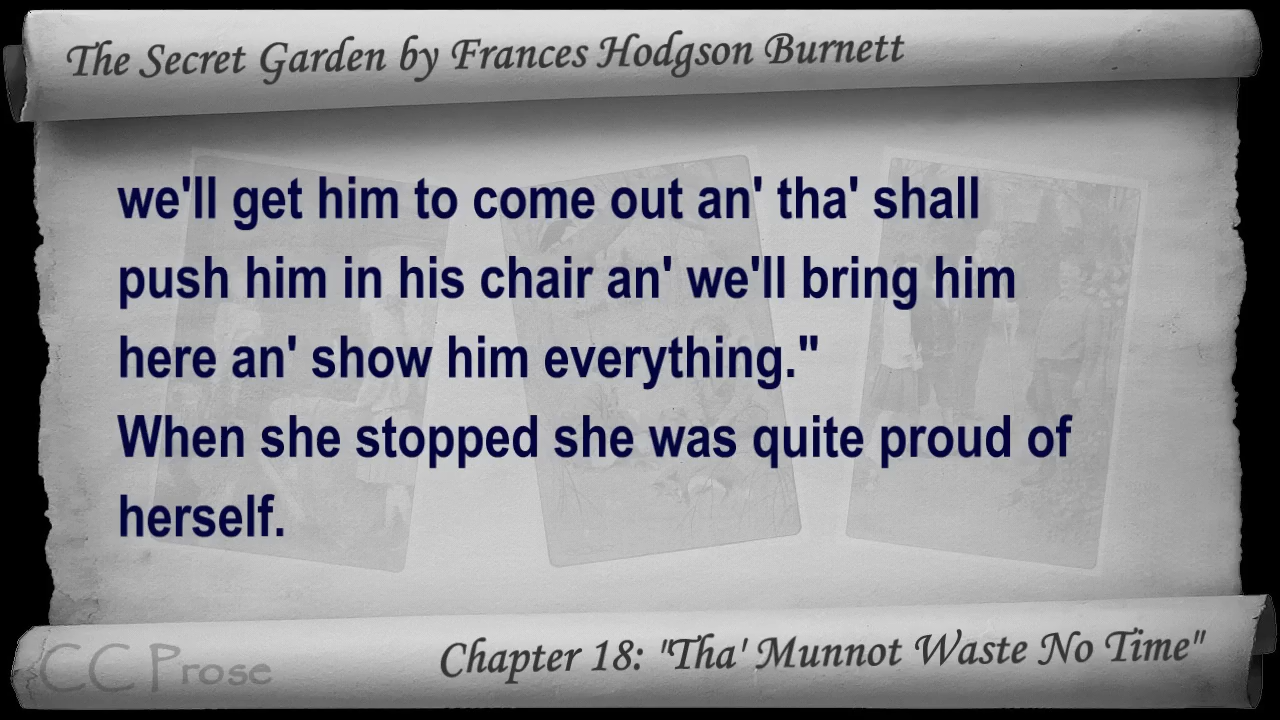 The Secret Garden by Frances Hodgson Burnett
we'll get him to come out an' tha' shall
push him in his chair an' we'll bring him
here an' show him everything."
When she stopped she was quite proud of
herself.
CC Prose
Chapter 18: "Tha' Munnot Waste No Time"